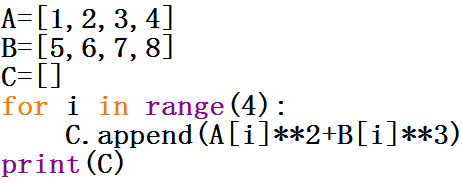 A=[1,2,3,4]
B=[5,6,7,8]
C=[]
for i in range(4):
    C.append(A[i]**2+B[i]**3)
print(C)